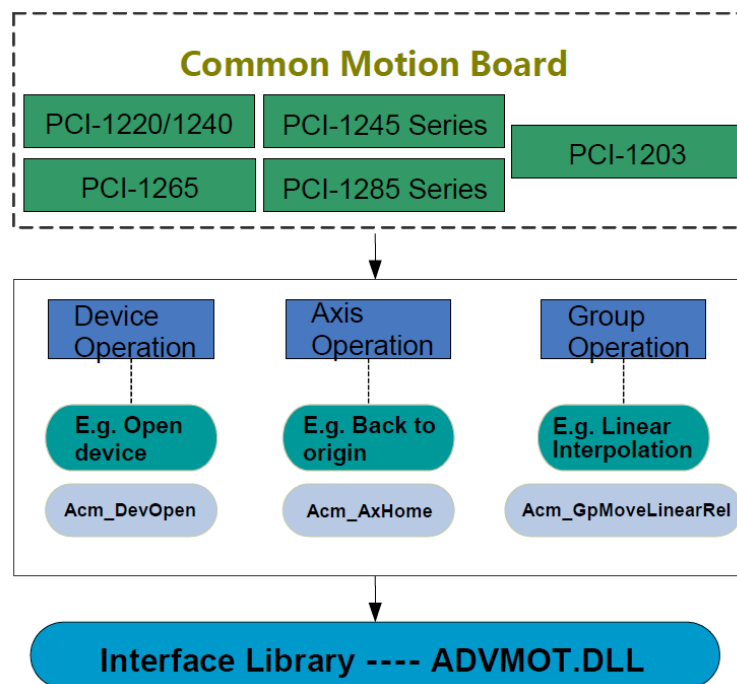 Common Motion Board
PCI-1220/1240
PCI-1245 Series
PCI-1203
PCI-1265
PCI-1285 Series
Device
Operation
Axis
Operation
Group
Operation
E.g. Open
device
E.g. Back to
origin
E.g. Linear
Interpolation
Acm_DevOpen
Acm_AxHome
Acm_GpMoveLinearRel
Interface Library ---- ADVMOT.DLL